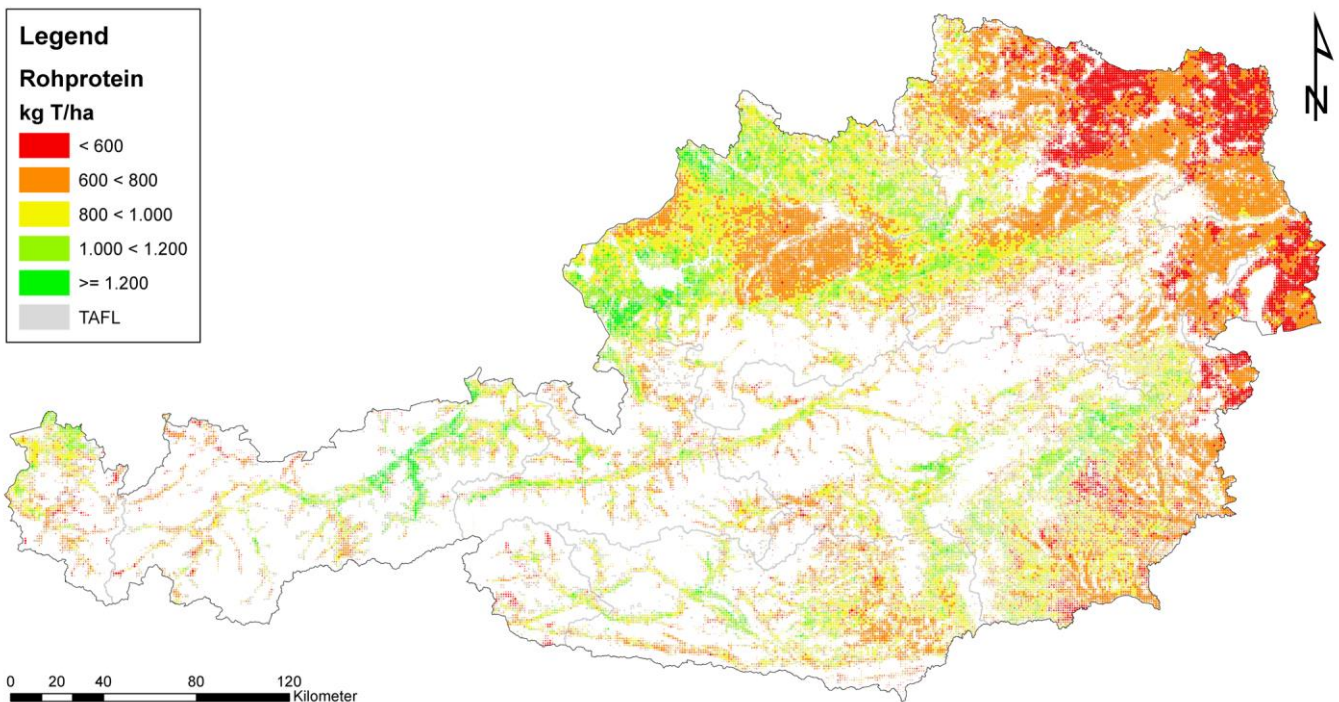 Legend
Rohprotein
kg T/ha
< 600
600 < 800
800 < 1.000
1.000 < 1.200
>= 1.200
TAFL
N
0 20 40 80 120
Kilometer